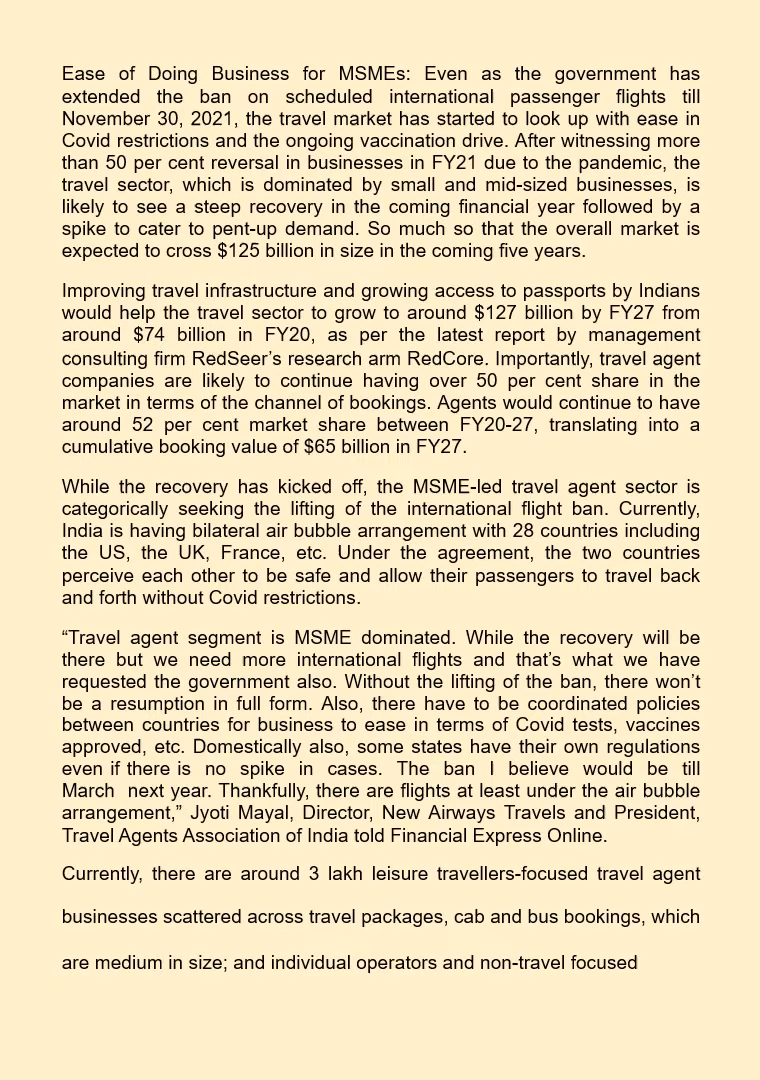 Ease of Doing Business for MSMEs: Even as the government has
extended the ban on scheduled international passenger flights till
November 30, 2021, the travel market has started to look up with ease in
Covid restrictions and the ongoing vaccination drive. After witnessing more
than 50 per cent reversal in businesses in FY21 due to the pandemic, the
travel sector, which is dominated by small and mid-sized businesses, is
likely to see a steep recovery in the coming financial year followed by a
spike to cater to pent-up demand. So much so that the overall market is
expected to cross $125 billion in size in the coming five years.
Improving travel infrastructure and growing access to passports by Indians
would help the travel sector to grow to around $127 billion by FY27 from
around $74 billion in FY20, as per the latest report by management
consulting firm RedSeer’s research arm RedCore. Importantly, travel agent
companies are likely to continue having over 50 per cent share in the
market in terms of the channel of bookings. Agents would continue to have
around 52 per cent market share between FY20-27, translating into a
cumulative booking value of $65 billion in FY27.
While the recovery has kicked off, the MSME-led travel agent sector is
categorically seeking the lifting of the international flight ban. Currently,
India is having bilateral air bubble arrangement with 28 countries including
the US, the UK, France, etc. Under the agreement, the two countries
perceive each other to be safe and allow their passengers to travel back
and forth without Covid restrictions.
“Travel agent segment is MSME dominated. While the recovery will be
there but we need more international flights and that’s what we have
requested the government also. Without the lifting of the ban, there won’t
be a resumption in full form. Also, there have to be coordinated policies
between countries for business to ease in terms of Covid tests, vaccines
approved, etc. Domestically also, some states have their own regulations
even if there is no spike in cases. The ban I believe would be till
March next year. Thankfully, there are flights at least under the air bubble
arrangement,” Jyoti Mayal, Director, New Airways Travels and President,
Travel Agents Association of India told Financial Express Online.
Currently, there are around 3 lakh leisure travellers-focused travel agent
businesses scattered across travel packages, cab and bus bookings, which
are medium in size; and individual operators and non-travel focused